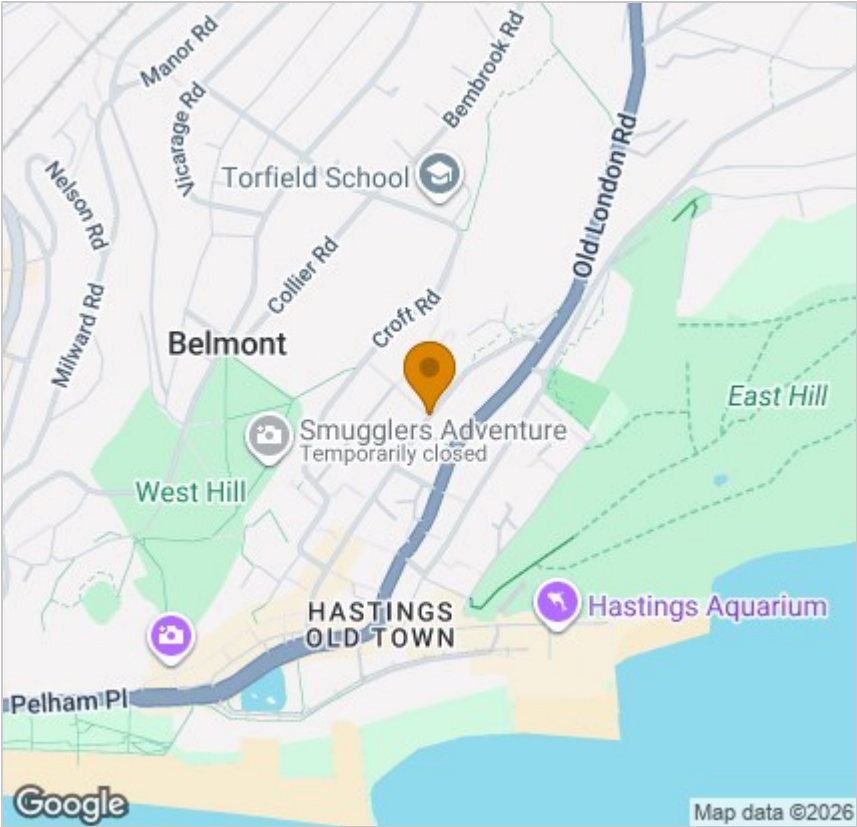 Manor Rd
Bembrook Rd
Vicarage Rd
Old London Rd
Torfield School
Nelson Rd
Collier Rd
Milward Rd
Croft Rd
Belmont
East Hill
Smugglers Adventure
Temporarily closed
West Hill
HASTINGS
OLD TOWN
Hastings Aquarium
Pelham Pl
Google
Map data ©2026